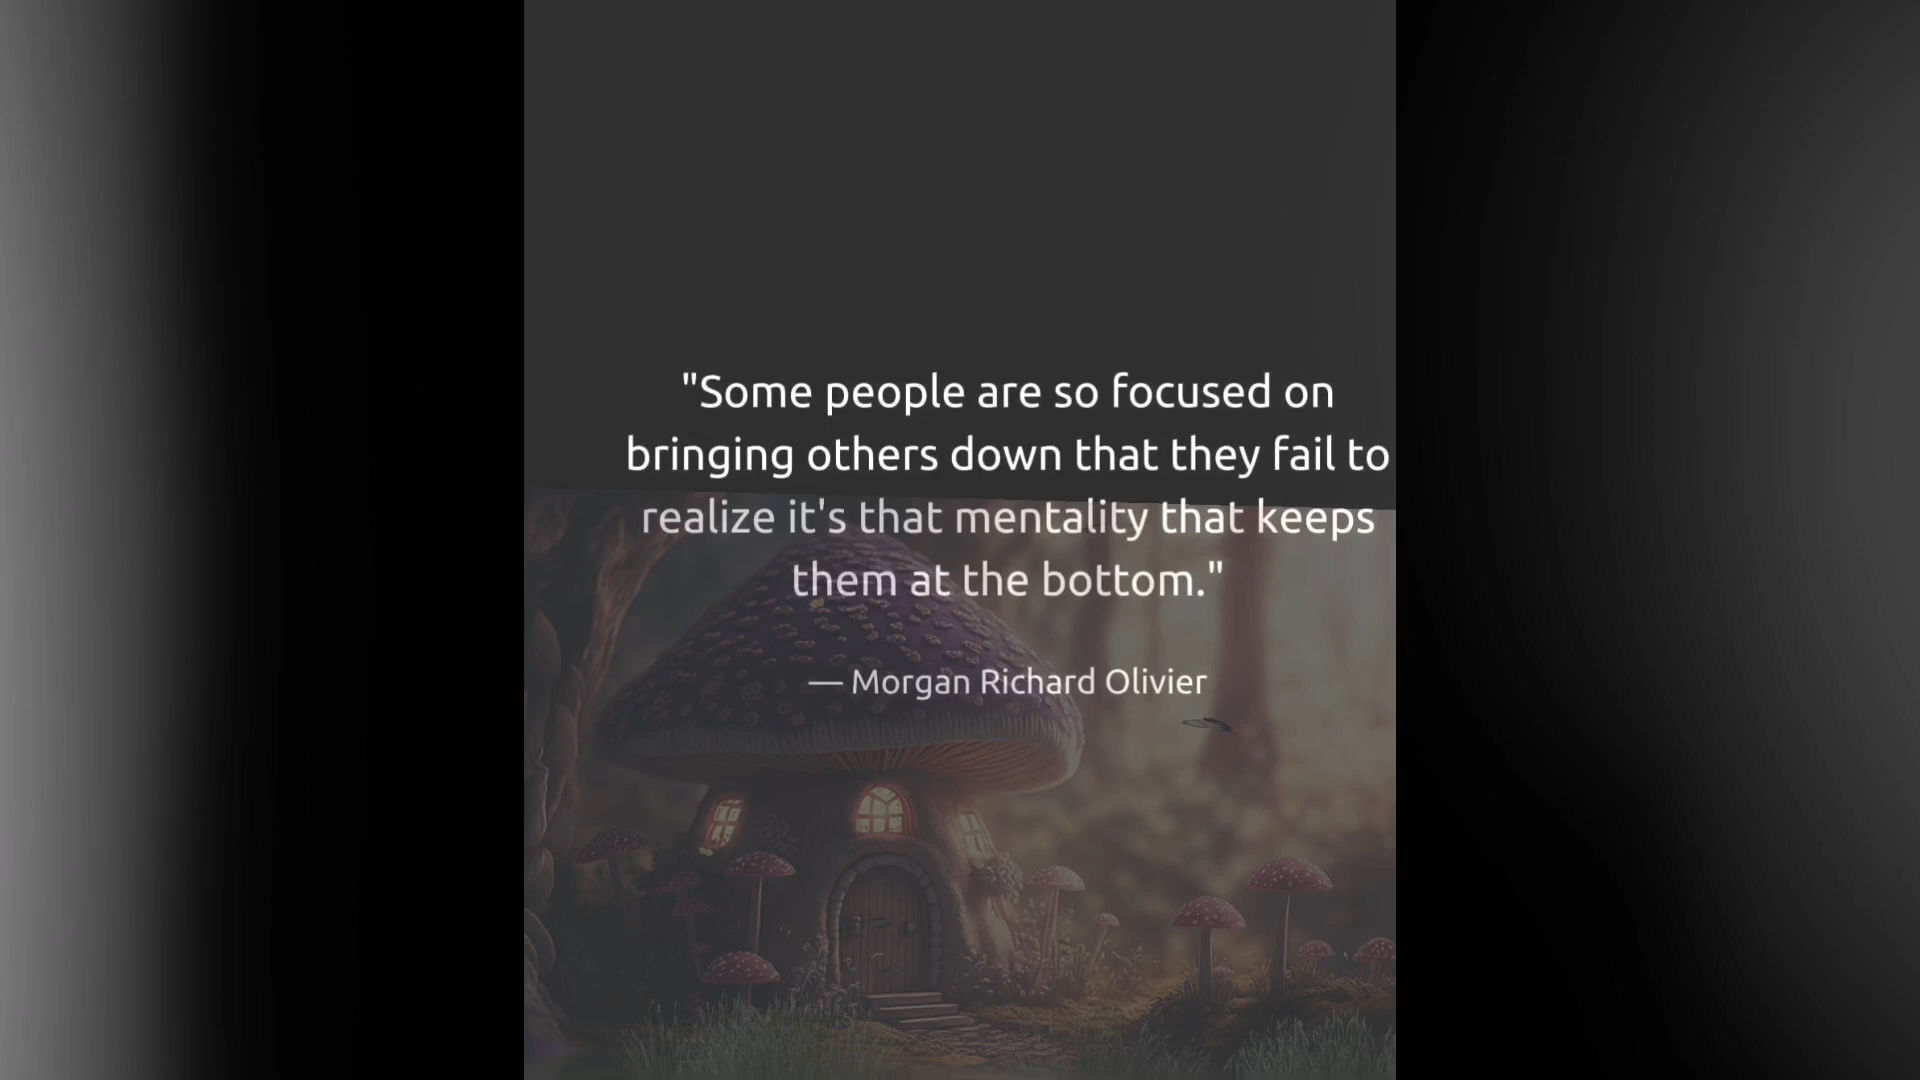 "Some people are so focused on
bringing others down that they fail to
realize it's that mentality that keeps
them at the bottom."
— Morgan Richard Olivier